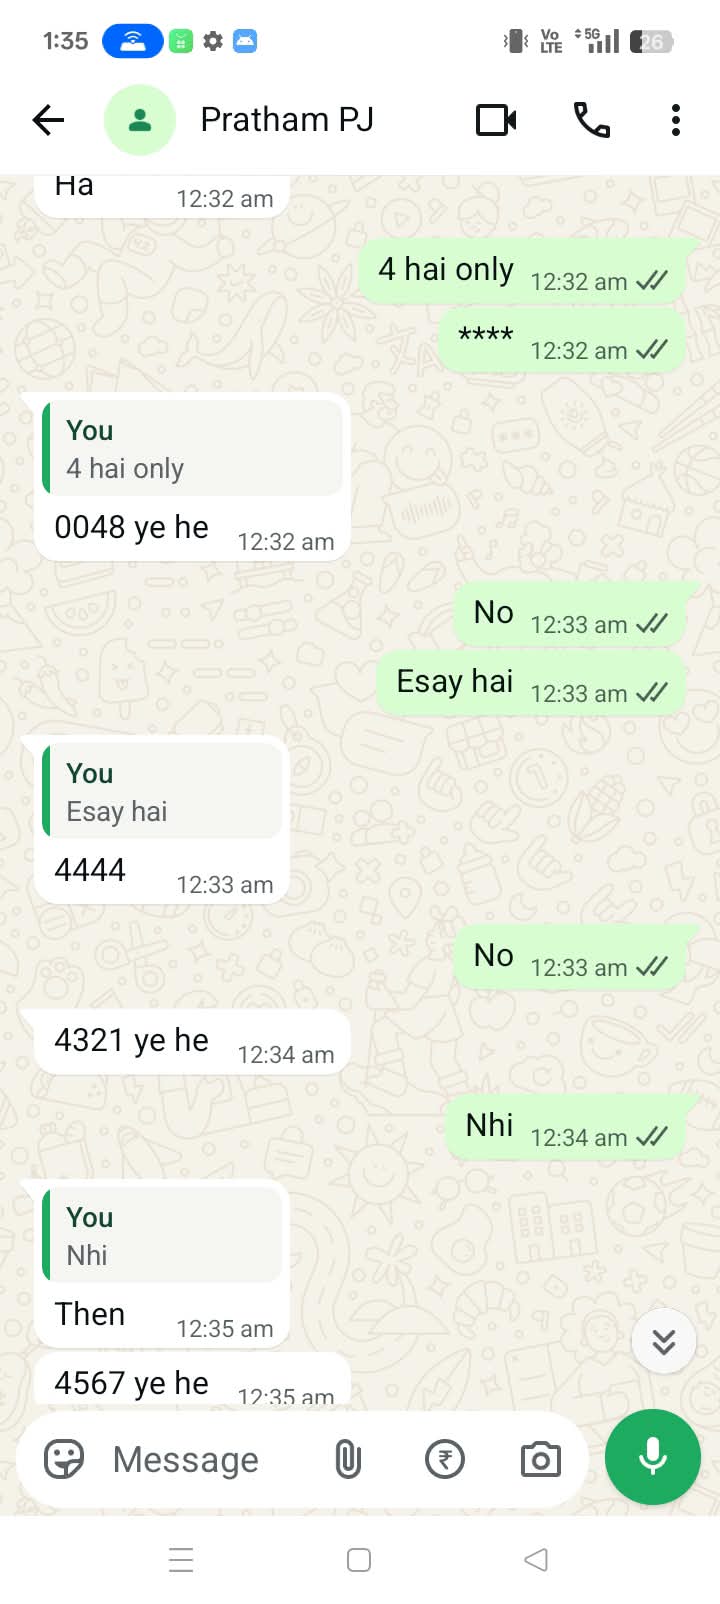 1:35
Vo
LTE
5G
26
Pratham PJ
Ha 12:32 am
4 hai only 12:32 am
**** 12:32 am
You
4 hai only
0048 ye he 12:32 am
No 12:33 am
Esay hai 12:33 am
You
Esay hai
4444 12:33 am
No 12:33 am
4321 ye he 12:34 am
Nhi 12:34 am
You
Nhi
Then 12:35 am
4567 ye he 12:35 am
Message